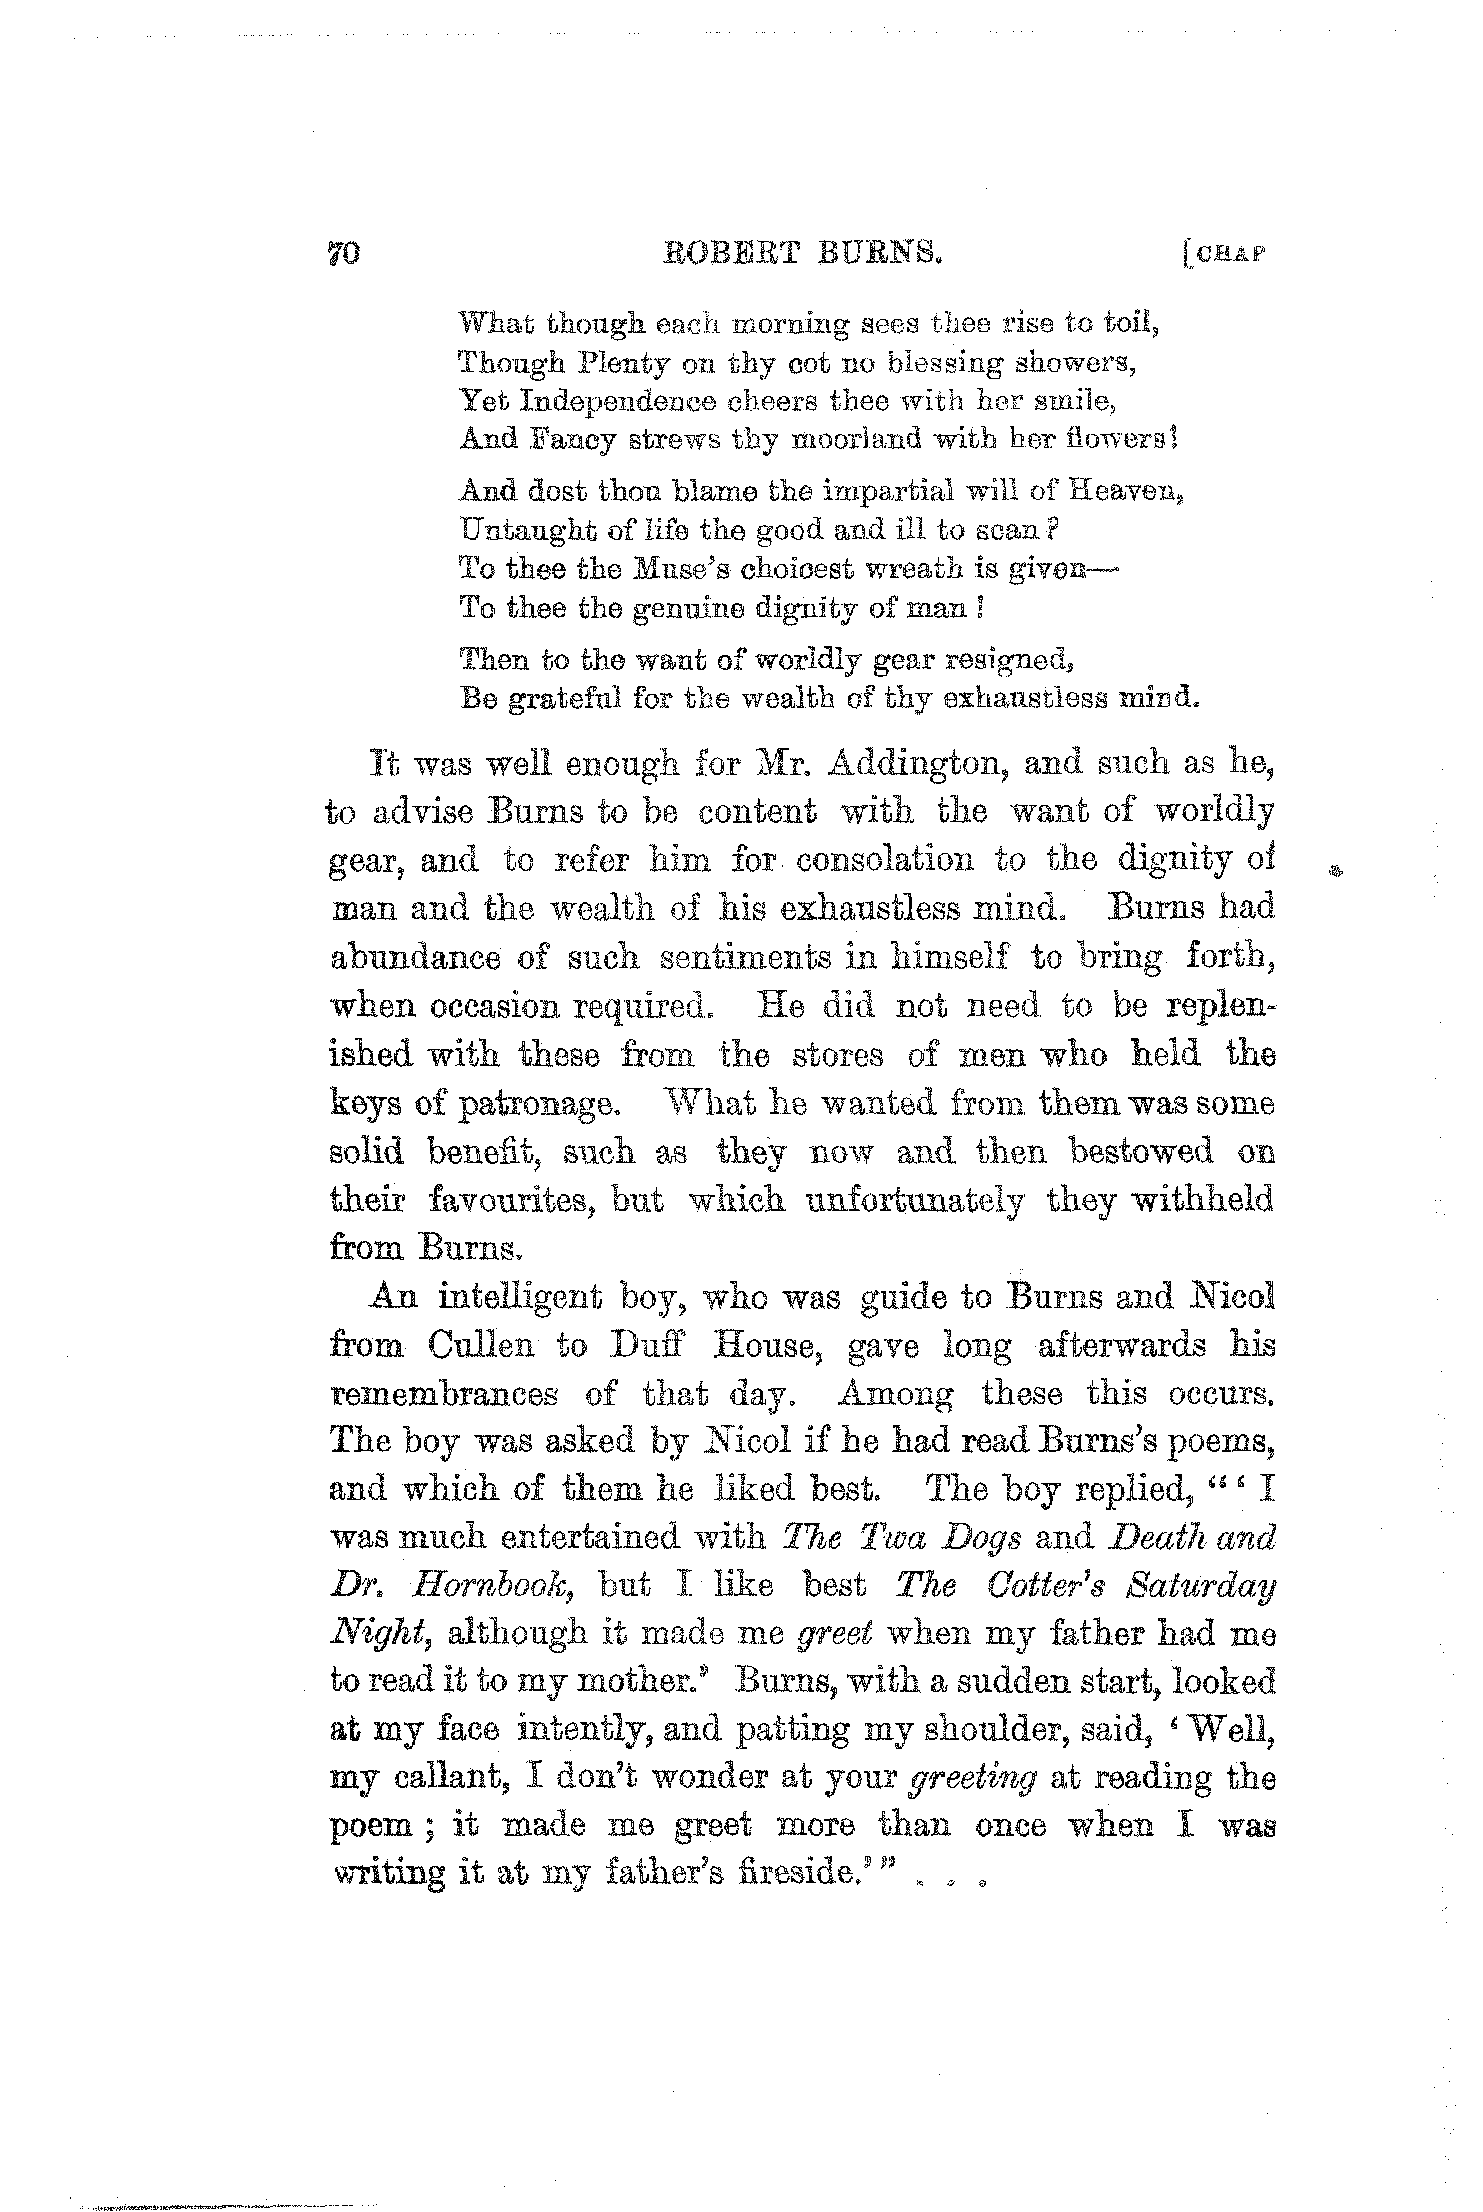 70 ROBERT BURNS. [CHAP
What though each morning sees thee rise to toil,
Though Plenty on thy cot no blessing showers,
Yet Independence cheers thee with her smile,
And Fancy strews thy moorland with her flowers!
And dost thou blame the impartial will of Heaven,
Untaught of life the good and ill to scan?
To thee the Muse's choicest wreath is given—
To thee the genuine dignity of man!
Then to the want of worldly gear resigned,
Be grateful for the wealth of thy exhaustless mind.
It was well enough for Mr. Addington, and such as he,
to advise Burns to be content with the want of worldly
gear, and to refer him for consolation to the dignity of
man and the wealth of his exhaustless mind. Burns had
abundance of such sentiments in himself to bring forth,
when occasion required. He did not need to be replen-
ished with these from the stores of men who held the
keys of patronage. What he wanted from them was some
solid benefit, such as they now and then bestowed on
their favourites, but which unfortunately they withheld
from Burns.
An intelligent boy, who was guide to Burns and Nicol
from Cullen to Duff House, gave long afterwards his
remembrances of that day. Among these this occurs.
The boy was asked by Nicol if he had read Burns's poems,
and which of them he liked best. The boy replied, "' I
was much entertained with The Twa Dogs and Death and
Dr. Hornbook, but I like best The Cotter's Saturday
Night, although it made me greet when my father had me
to read it to my mother.' Burns, with a sudden start, looked
at my face intently, and patting my shoulder, said, 'Well,
my callant, I don't wonder at your greeting at reading the
poem; it made me greet more than once when I was
writing it at my father's fireside.'" . . .